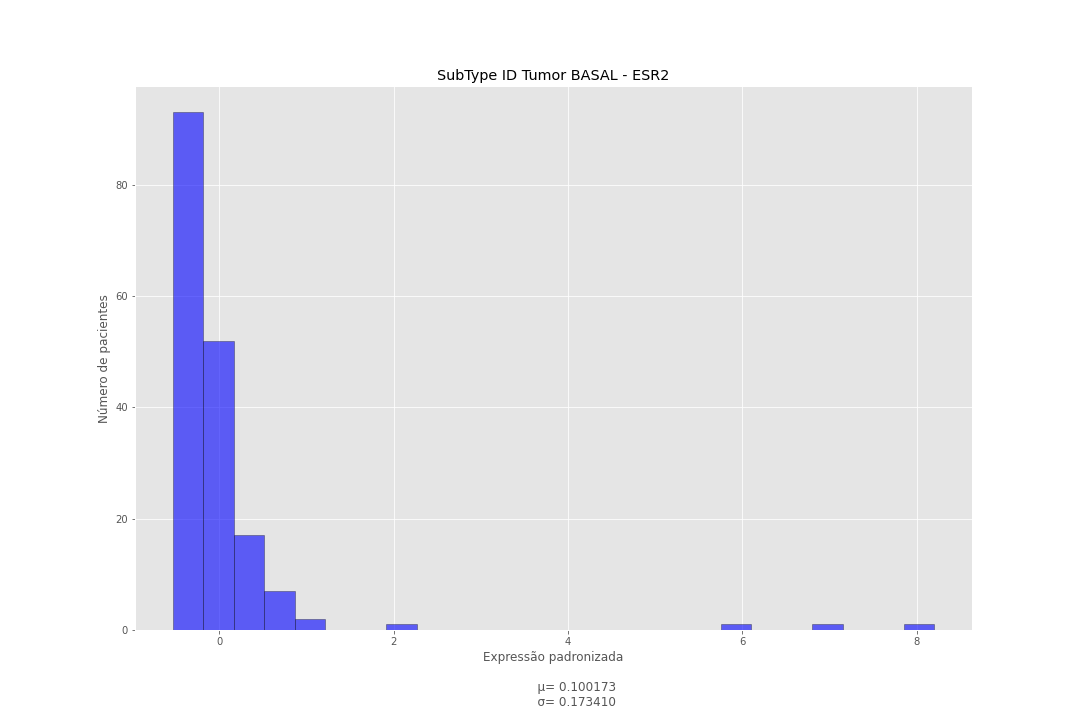 SubType ID Tumor BASAL - ESR2
80
60
40
20
0
Número de pacientes
0 2 4 6 8
Expressão padronizada
μ= 0.100173
σ= 0.173410